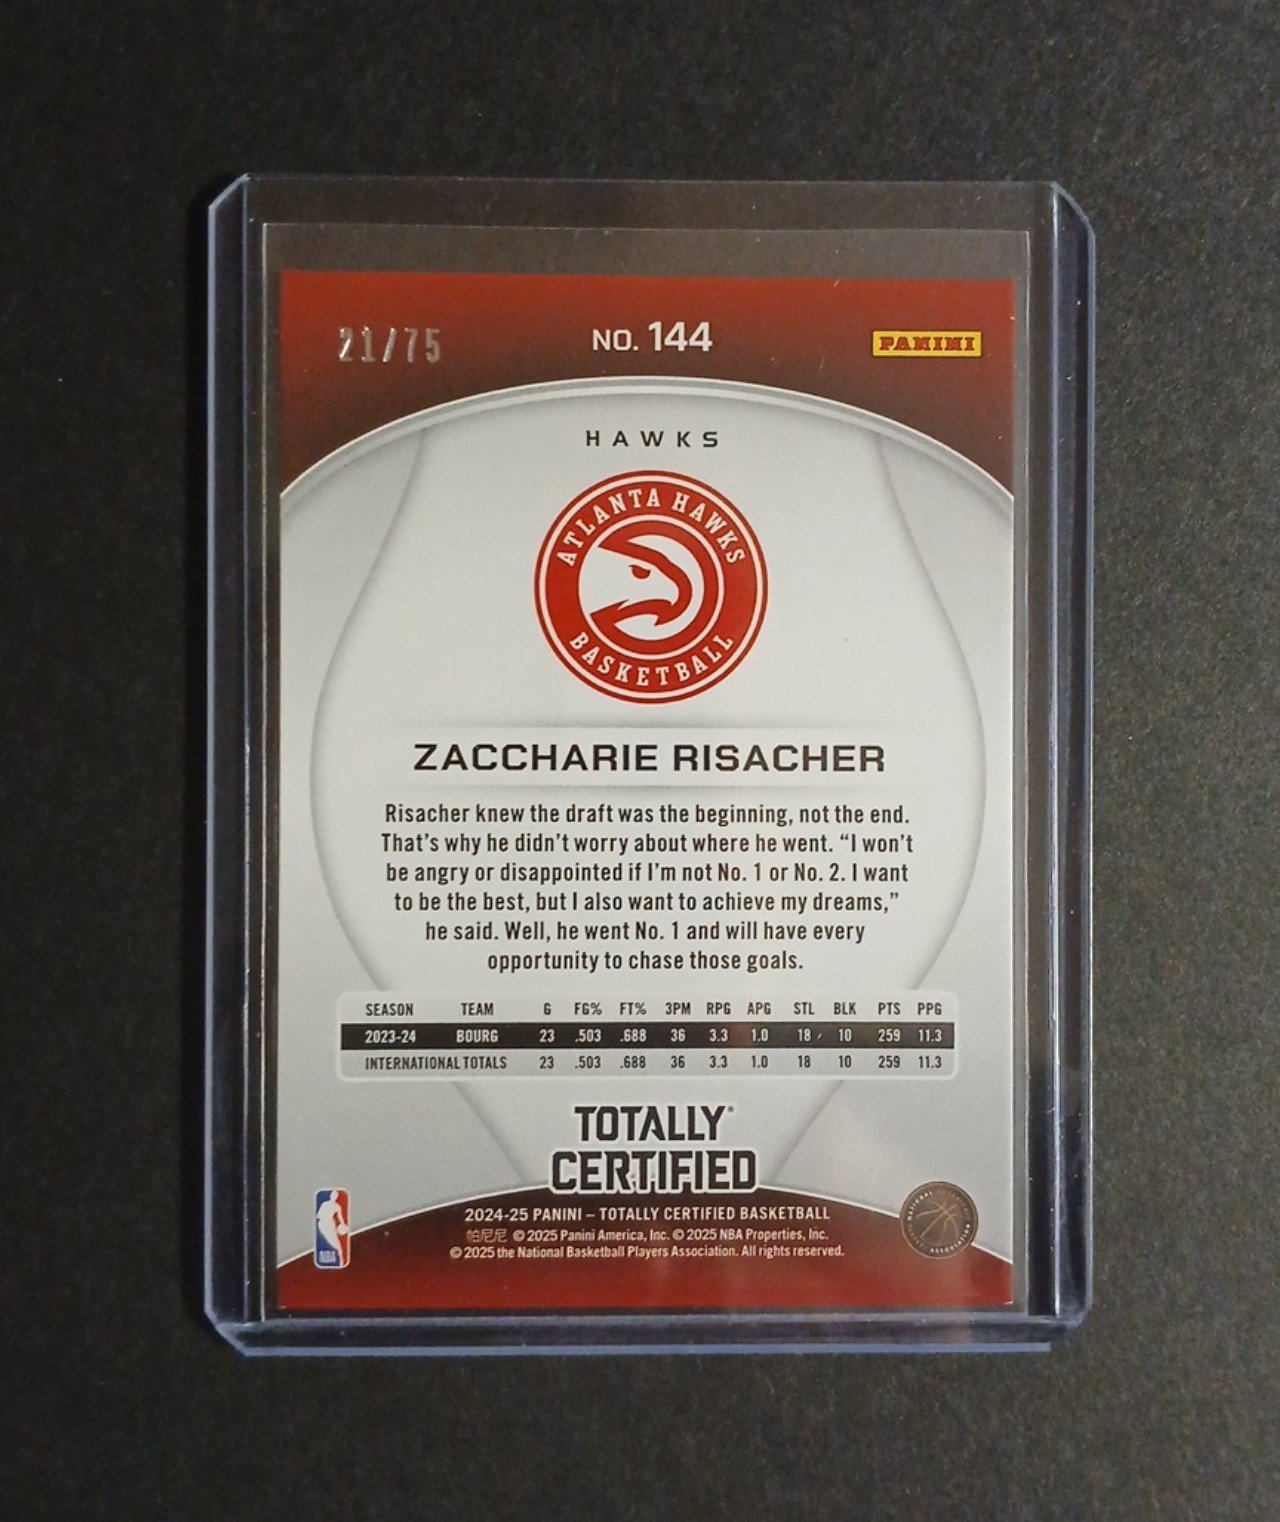 21/75
NO. 144
PANINI
HAWKS
ATLANTA HAWKS
BASKETBALL
ZACCHARIE RISACHER
Risacher knew the draft was the beginning, not the end.
That's why he didn't worry about where he went. “I won't
be angry or disappointed if I'm not No. 1 or No. 2. I want
to be the best, but I also want to achieve my dreams,”
he said. Well, he went No. 1 and will have every
opportunity to chase those goals.
SEASON TEAM G FG% FT% 3PM RPG APG STL BLK PTS PPG
2023-24 BOURG 23 .503 .688 36 3.3 1.0 18 10 259 11.3
INTERNATIONAL TOTALS 23 .503 .688 36 3.3 1.0 18 10 259 11.3
TOTALLY
CERTIFIED
2024-25 PANINI – TOTALLY CERTIFIED BASKETBALL
帕尼尼 © 2025 Panini America, Inc. © 2025 NBA Properties, Inc.
© 2025 the National Basketball Players Association. All rights reserved.
NBA